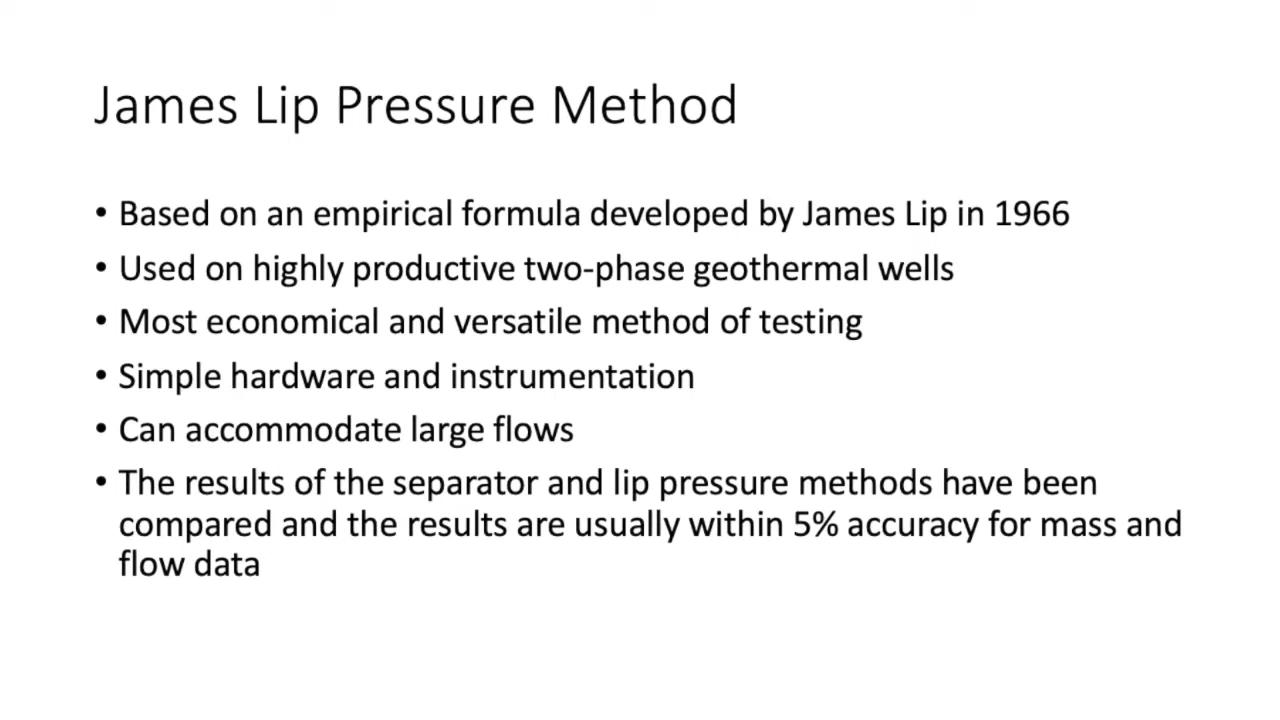 James Lip Pressure Method
• Based on an empirical formula developed by James Lip in 1966
• Used on highly productive two-phase geothermal wells
• Most economical and versatile method of testing
• Simple hardware and instrumentation
• Can accommodate large flows
• The results of the separator and lip pressure methods have been
compared and the results are usually within 5% accuracy for mass and
flow data